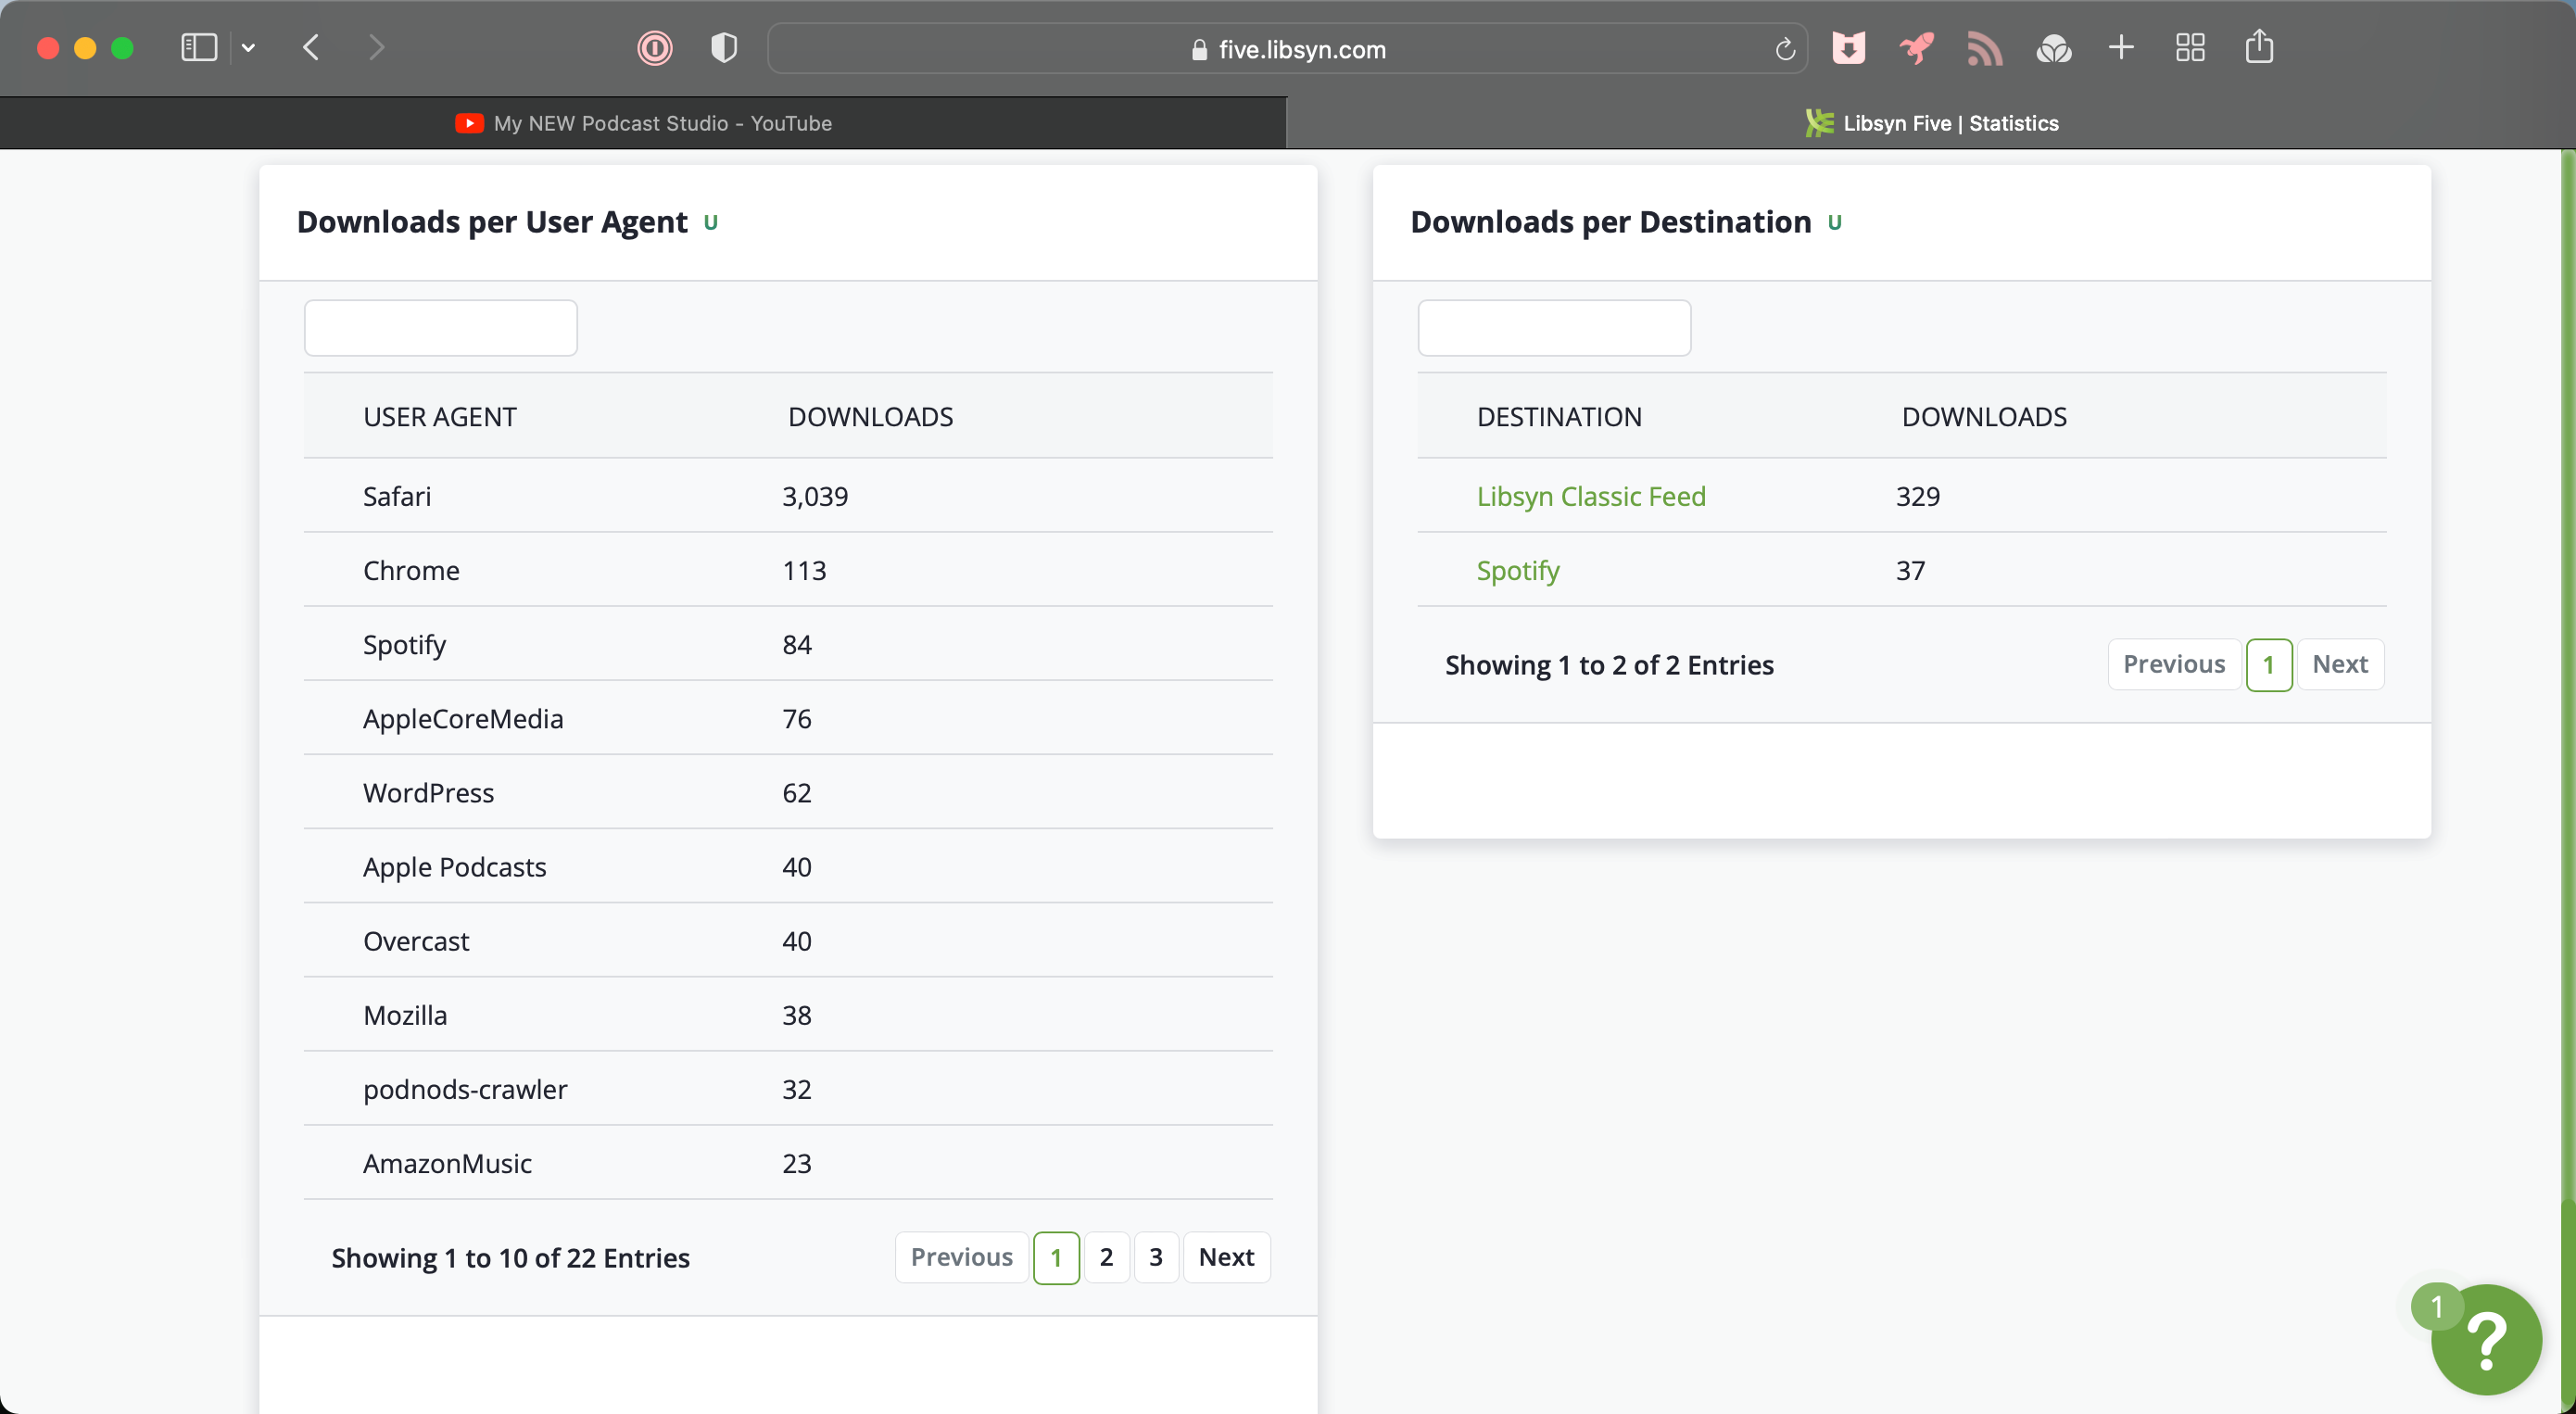 five.libsyn.com
My NEW Podcast Studio - YouTube
Libsyn Five | Statistics
Downloads per User Agent U
USER AGENT DOWNLOADS
Safari 3,039
Chrome 113
Spotify 84
AppleCoreMedia 76
WordPress 62
Apple Podcasts 40
Overcast 40
Mozilla 38
podnods-crawler 32
AmazonMusic 23
Showing 1 to 10 of 22 Entries Previous 1 2 3 Next
Downloads per Destination U
DESTINATION DOWNLOADS
Libsyn Classic Feed 329
Spotify 37
Showing 1 to 2 of 2 Entries Previous 1 Next
1
?